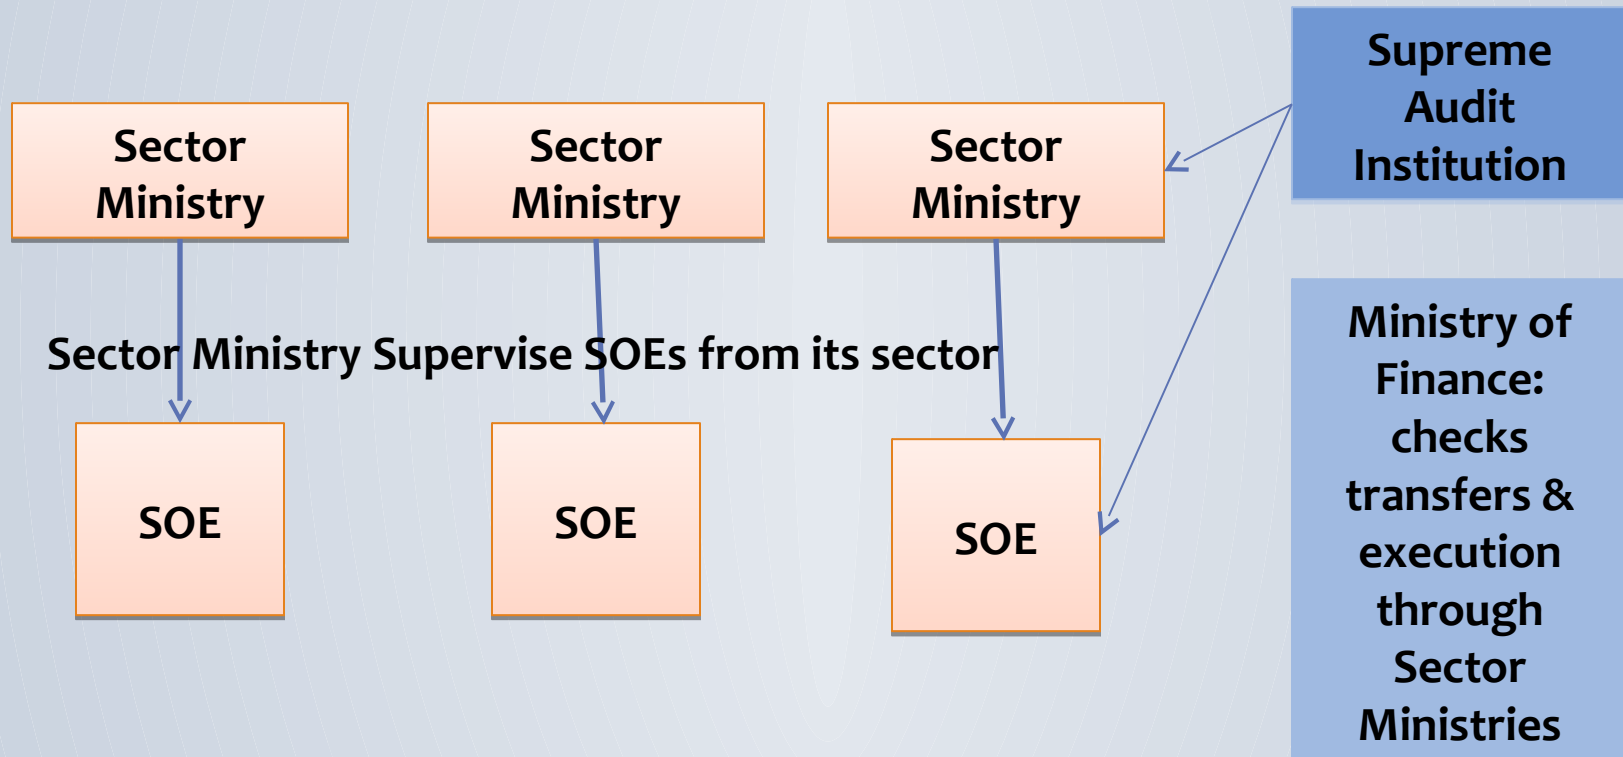 Sector
Ministry
Sector
Ministry
Sector
Ministry
Supreme
Audit
Institution
Sector Ministry Supervise SOEs from its sector
SOE
SOE
SOE
Ministry of
Finance:
checks
transfers &
execution
through
Sector
Ministries